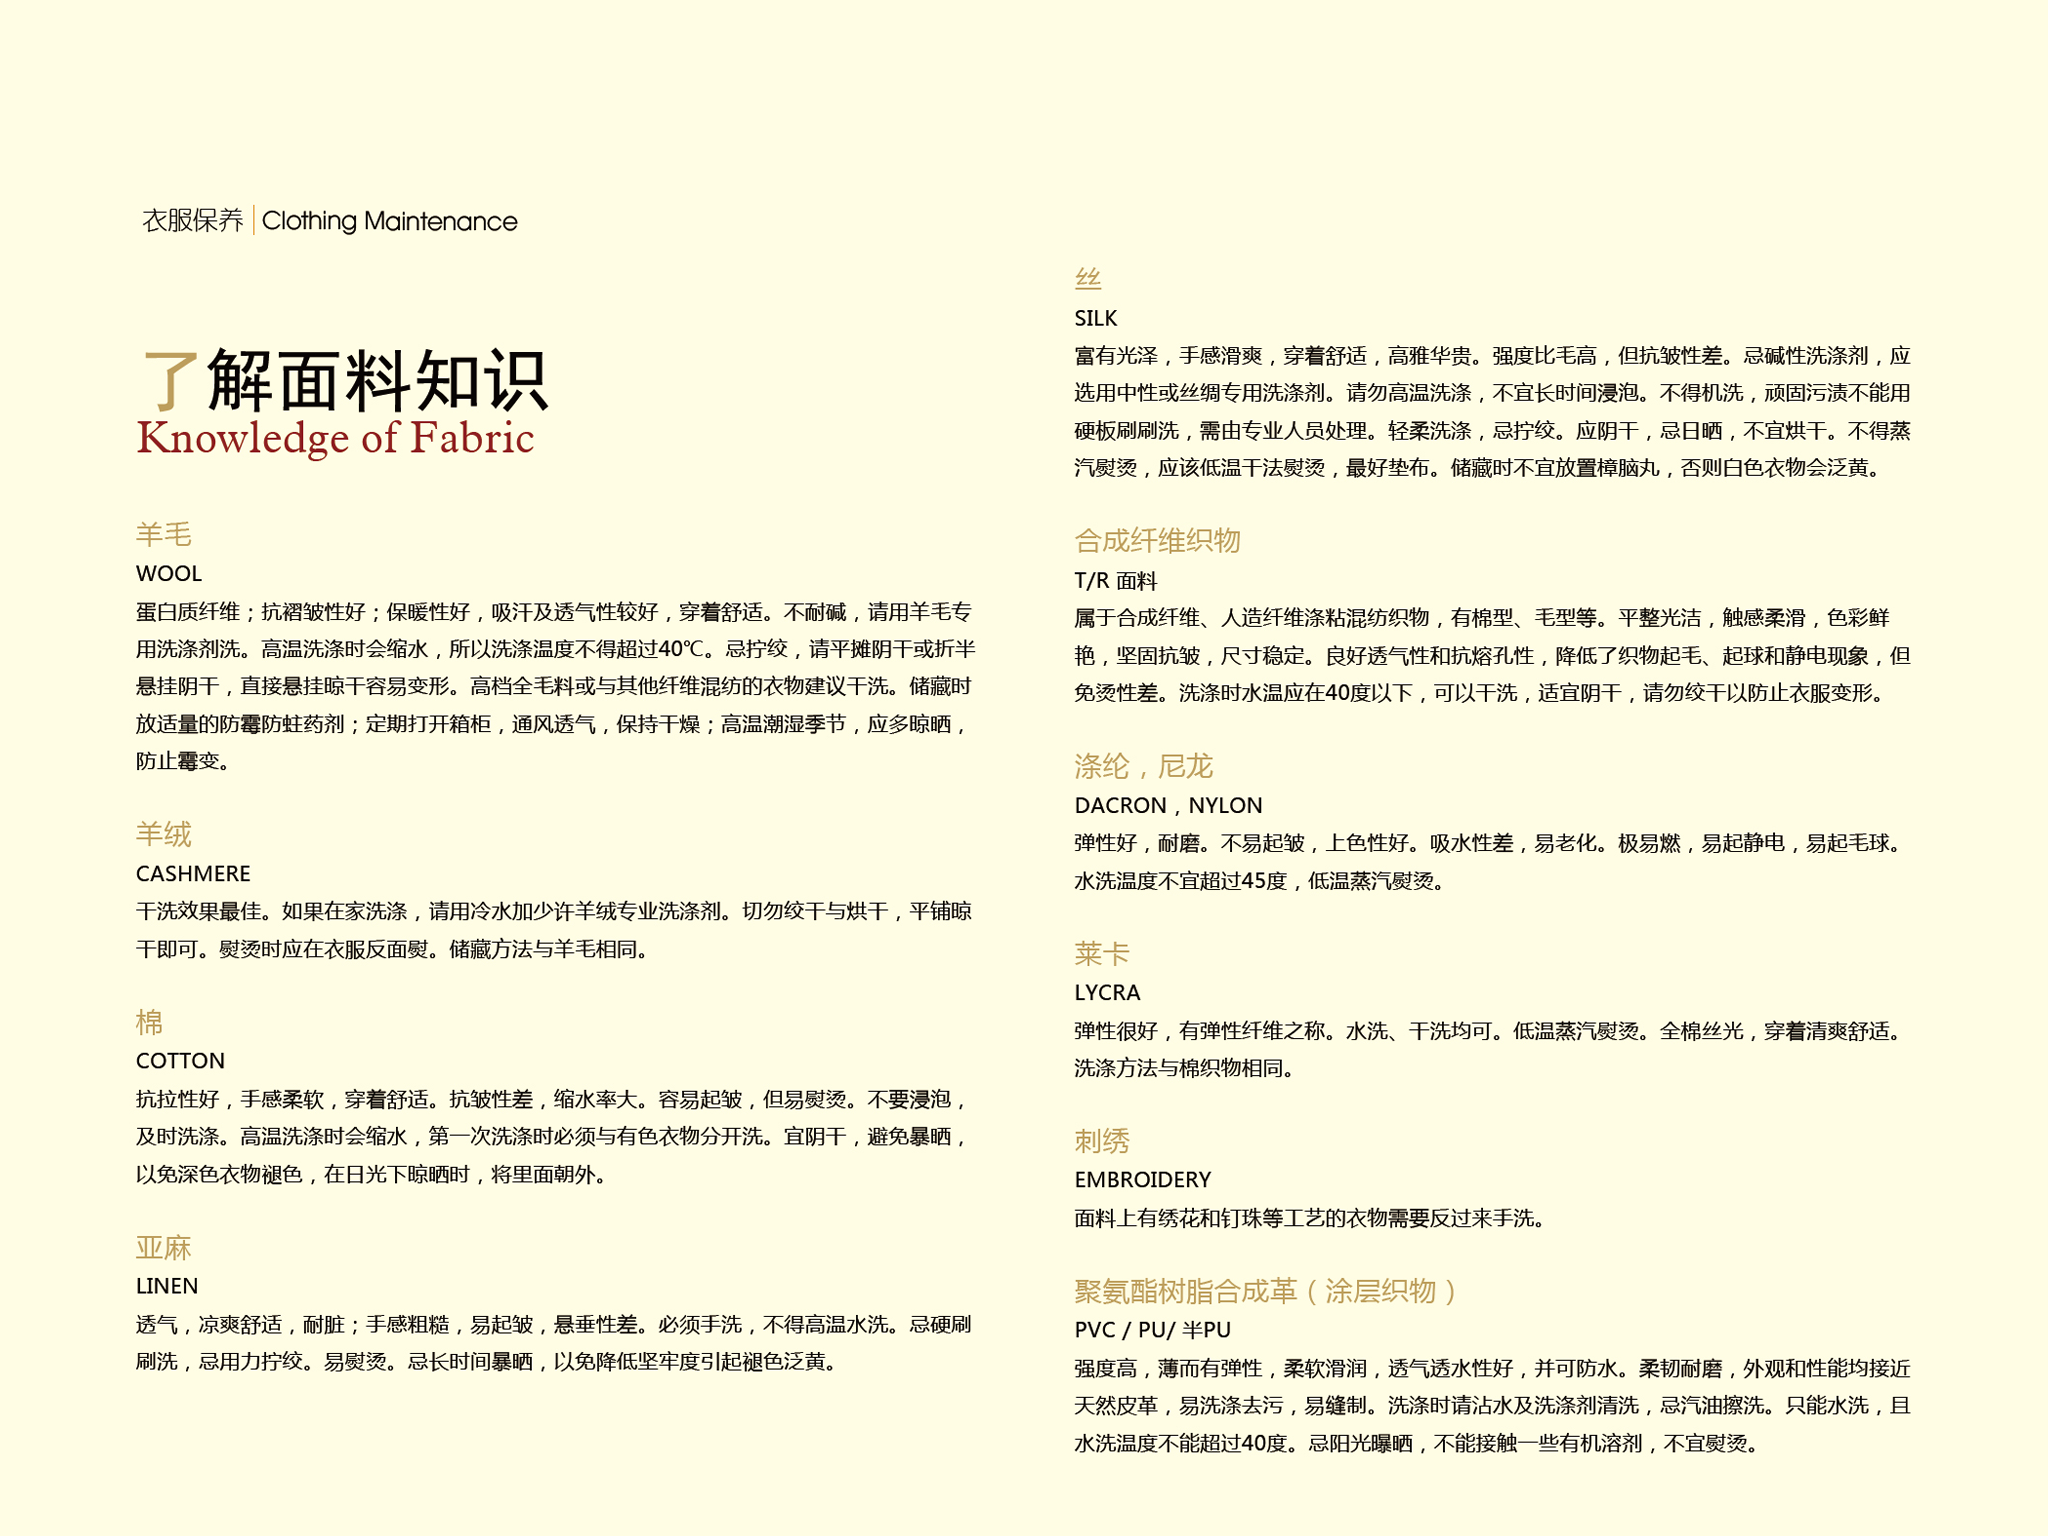 衣服保养 Clothing Maintenance
了解面料知识
Knowledge of Fabric
羊毛
WOOL
蛋白质纤维；抗褶皱性好；保暖性好，吸汗及透气性较好，穿着舒适。不耐碱，请用羊毛专
用洗涤剂洗。高温洗涤时会缩水，所以洗涤温度不得超过40℃。忌拧绞，请平摊阴干或折半
悬挂阴干，直接悬挂晾干容易变形。高档全毛料或与其他纤维混纺的衣物建议干洗。储藏时
放适量的防霉防蛀药剂；定期打开箱柜，通风透气，保持干燥；高温潮湿季节，应多晾晒，
防止霉变。
羊绒
CASHMERE
干洗效果最佳。如果在家洗涤，请用冷水加少许羊绒专业洗涤剂。切勿绞干与烘干，平铺晾
干即可。熨烫时应在衣服反面熨。储藏方法与羊毛相同。
棉
COTTON
抗拉性好，手感柔软，穿着舒适。抗皱性差，缩水率大。容易起皱，但易熨烫。不要浸泡，
及时洗涤。高温洗涤时会缩水，第一次洗涤时必须与有色衣物分开洗。宜阴干，避免暴晒，
以免深色衣物褪色，在日光下晾晒时，将里面朝外。
亚麻
LINEN
透气，凉爽舒适，耐脏；手感粗糙，易起皱，悬垂性差。必须手洗，不得高温水洗。忌硬刷
刷洗，忌用力拧绞。易熨烫。忌长时间暴晒，以免降低坚牢度引起褪色泛黄。
丝
SILK
富有光泽，手感滑爽，穿着舒适，高雅华贵。强度比毛高，但抗皱性差。忌碱性洗涤剂，应
选用中性或丝绸专用洗涤剂。请勿高温洗涤，不宜长时间浸泡。不得机洗，顽固污渍不能用
硬板刷刷洗，需由专业人员处理。轻柔洗涤，忌拧绞。应阴干，忌日晒，不宜烘干。不得蒸
汽熨烫，应该低温干法熨烫，最好垫布。储藏时不宜放置樟脑丸，否则白色衣物会泛黄。
合成纤维织物
T/R 面料
属于合成纤维、人造纤维涤粘混纺织物，有棉型、毛型等。平整光洁，触感柔滑，色彩鲜
艳，坚固抗皱，尺寸稳定。良好透气性和抗熔孔性，降低了织物起毛、起球和静电现象，但
免烫性差。洗涤时水温应在40度以下，可以干洗，适宜阴干，请勿绞干以防止衣服变形。
涤纶，尼龙
DACRON，NYLON
弹性好，耐磨。不易起皱，上色性好。吸水性差，易老化。极易燃，易起静电，易起毛球。
水洗温度不宜超过45度，低温蒸汽熨烫。
莱卡
LYCRA
弹性很好，有弹性纤维之称。水洗、干洗均可。低温蒸汽熨烫。全棉丝光，穿着清爽舒适。
洗涤方法与棉织物相同。
刺绣
EMBROIDERY
面料上有绣花和钉珠等工艺的衣物需要反过来手洗。
聚氨酯树脂合成革（涂层织物）
PVC / PU/ 半PU
强度高，薄而有弹性，柔软滑润，透气透水性好，并可防水。柔韧耐磨，外观和性能均接近
天然皮革，易洗涤去污，易缝制。洗涤时请沾水及洗涤剂清洗，忌汽油擦洗。只能水洗，且
水洗温度不能超过40度。忌阳光曝晒，不能接触一些有机溶剂，不宜熨烫。